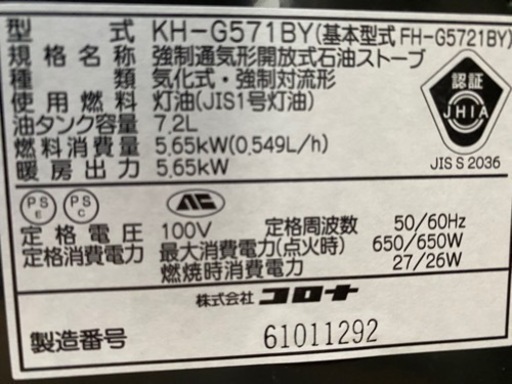 型 式 KH-G571BY(基本型式 FH-G5721BY)
規格名称 強制通気形開放式石油ストーブ
種 類 気化式・強制対流形
使用燃料 灯油(JIS1号灯油)
油タンク容量 7.2L
燃料消費量 5.65kW(0.549L/h)
暖房出力 5.65kW
認証
JHIA
JIS S 2036
PS E PS C
定格電圧 100V 定格周波数 50/60Hz
定格消費電力 最大消費電力(点火時) 650/650W
燃焼時消費電力 27/26W
株式会社 コロナ
製造番号 61011292